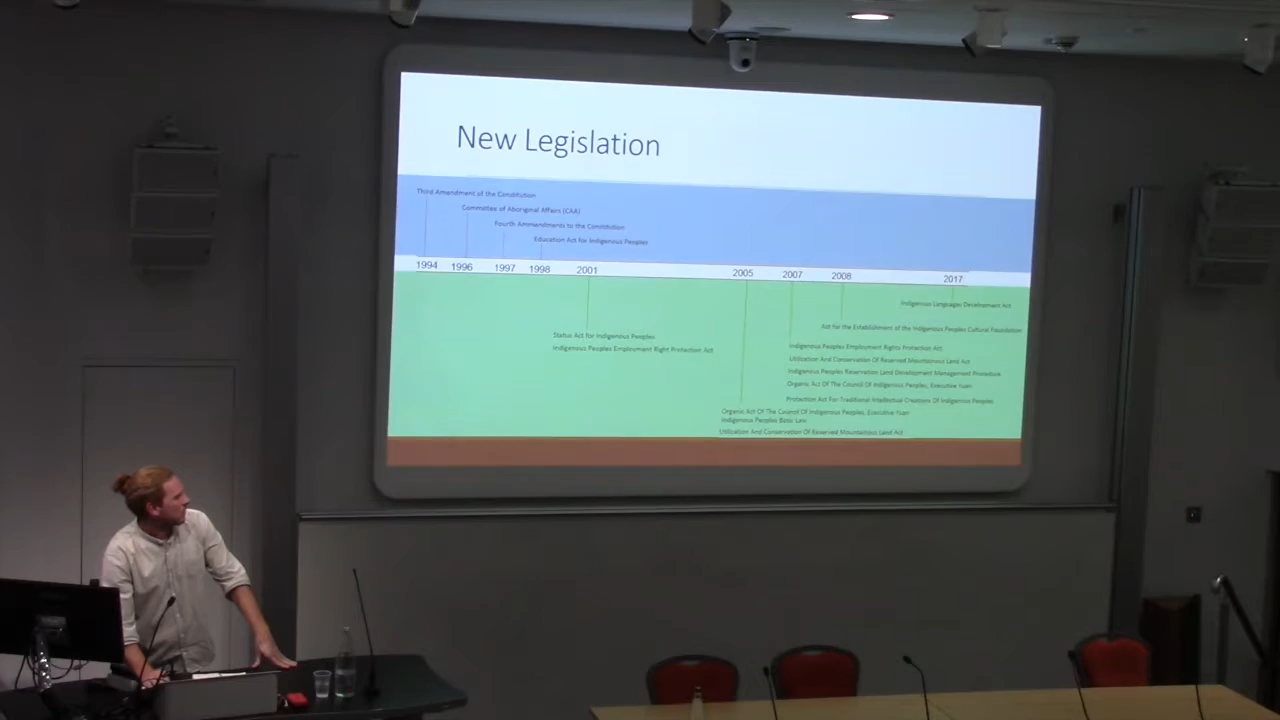 New Legislation
Third Amendment of the Constitution
Committee of Aboriginal Affairs (CAA)
Fourth Ammendments to the Constitution
Education Act for Indigenous Peoples
1994 1996 1997 1998 2001 2005 2007 2008 2017
Indigenous Languages Development Act
Act for the Establishment of the Indigenous Peoples Cultural Foundation
Status Act for Indigenous Peoples
Indigenous Peoples Employment Right Protection Act
Indigenous Peoples Employment Rights Protection Act
Utilization And Conservation Of Reserved Mountainous Land Act
Indigenous Peoples Reservation Land Development Management Procedure
Organic Act Of The Council Of Indigenous Peoples, Executive Yuan
Protection Act For Traditional Intellectual Creations Of Indigenous Peoples
Organic Act Of The Council Of Indigenous Peoples, Executive Yuan
Indigenous Peoples Basic Law
Utilization And Conservation Of Reserved Mountainous Land Act